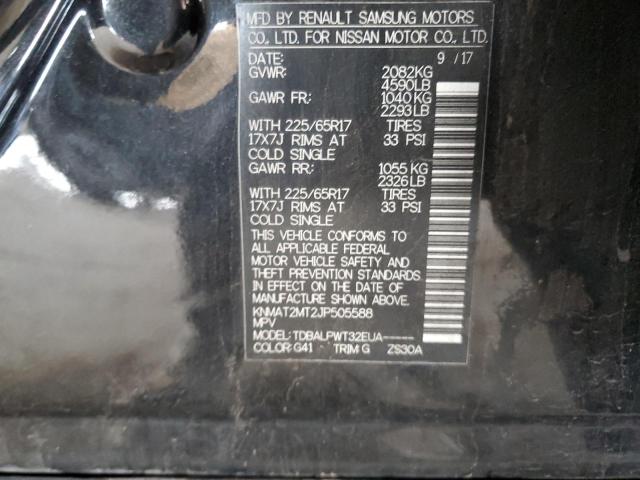 MFD BY RENAULT SAMSUNG MOTORS
CO., LTD. FOR NISSAN MOTOR CO., LTD.
DATE: 9 /17
GVWR: 2082KG
4590LB
GAWR FR: 1040KG
2293LB
WITH 225/65R17 TIRES
17X7J RIMS AT 33 PSI
COLD SINGLE
GAWR RR: 1055KG
2326LB
WITH 225/65R17 TIRES
17X7J RIMS AT 33 PSI
COLD SINGLE
THIS VEHICLE CONFORMS TO
ALL APPLICABLE FEDERAL
MOTOR VEHICLE SAFETY AND
THEFT PREVENTION STANDARDS
IN EFFECT ON THE DATE OF
MANUFACTURE SHOWN ABOVE.
KNMAT2MT2JP505588
MPV
MODEL: TDBALPWT32EUA-----
COLOR: G41 TRIM: G ZS30A